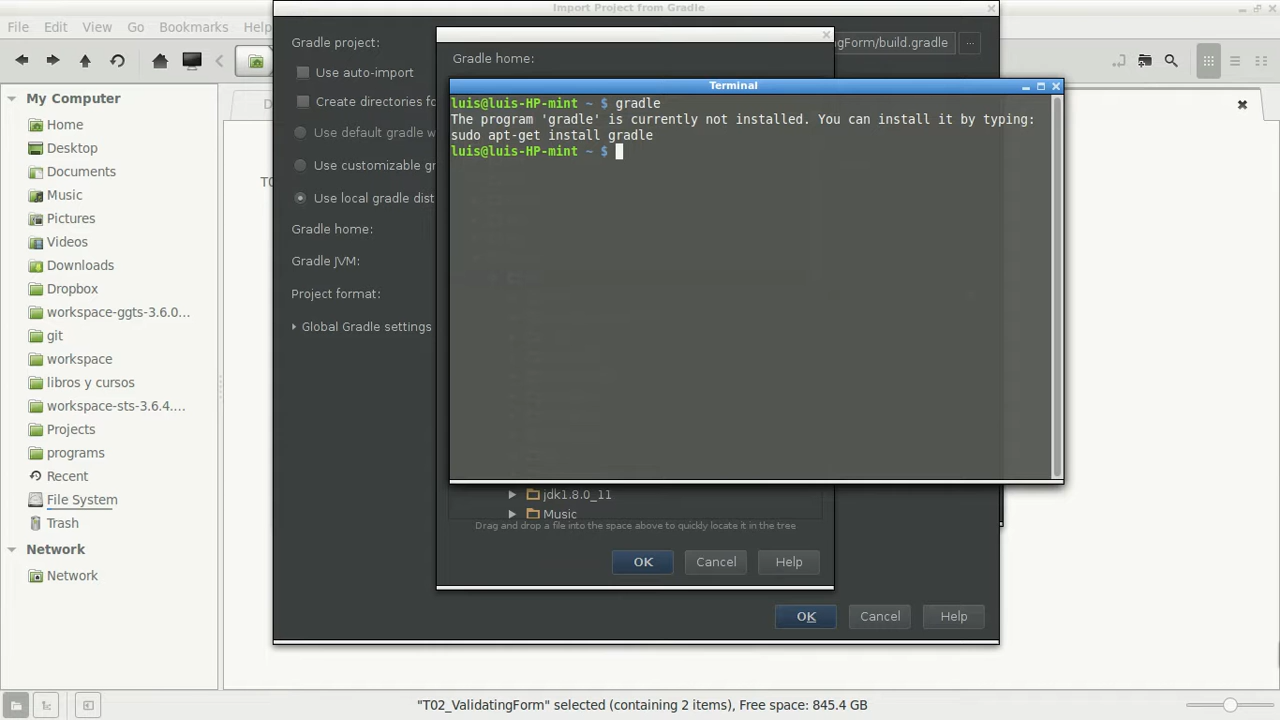 Import Project from Gradle
File Edit View Go Bookmarks Help
Gradle project:
gForm/build.gradle
...
Use auto-import
Create directories fo
Use default gradle w
Use customizable gr
Use local gradle dist
Gradle home:
Gradle JVM:
Project format:
Global Gradle settings
Gradle home:
Terminal
luis@luis-HP-mint ~ $ gradle
The program 'gradle' is currently not installed. You can install it by typing:
sudo apt-get install gradle
luis@luis-HP-mint ~ $
jdk1.8.0_11
Music
Drag and drop a file into the space above to quickly locate it in the tree
OK Cancel Help
OK Cancel Help
My Computer
Home
Desktop
Documents
Music
Pictures
Videos
Downloads
Dropbox
workspace-ggts-3.6.0...
git
workspace
libros y cursos
workspace-sts-3.6.4....
Projects
programs
Recent
File System
Trash
Network
Network
D
T0
"T02_ValidatingForm" selected (containing 2 items), Free space: 845.4 GB